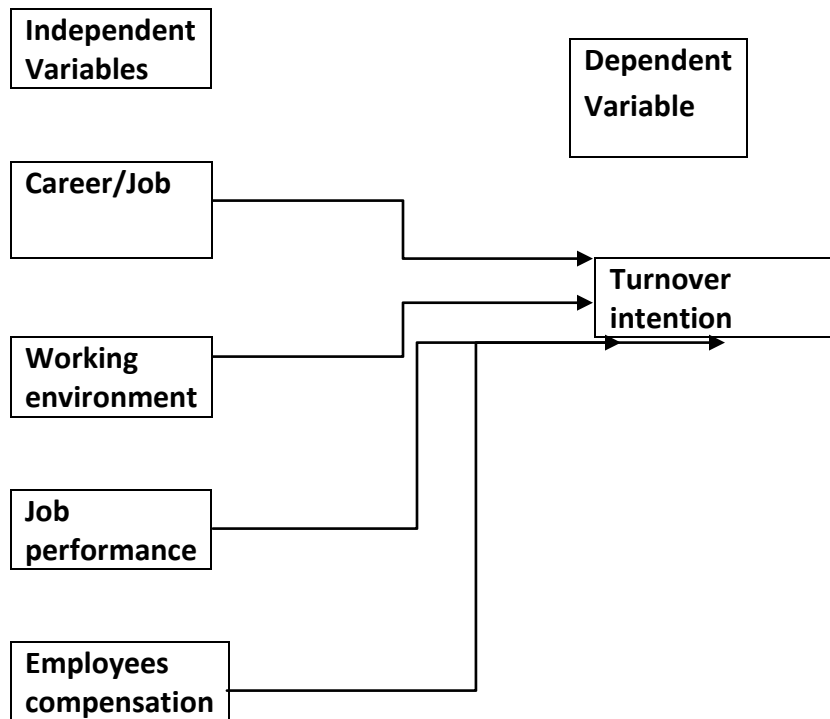 Independent
Variables
Dependent
Variable
Career/Job
Turnover
intention
Working
environment
Job
performance
Employees
compensation